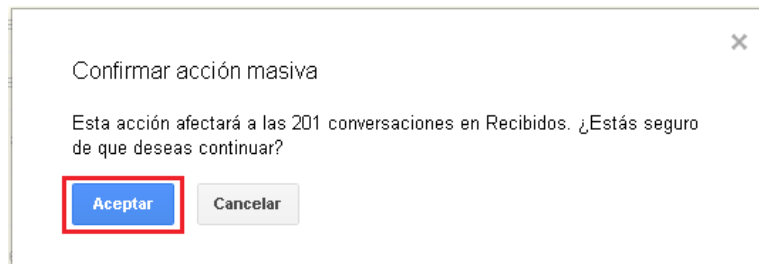 Confirmar acción masiva
Esta acción afectará a las 201 conversaciones en Recibidos. ¿Estás seguro
de que deseas continuar?
Aceptar Cancelar